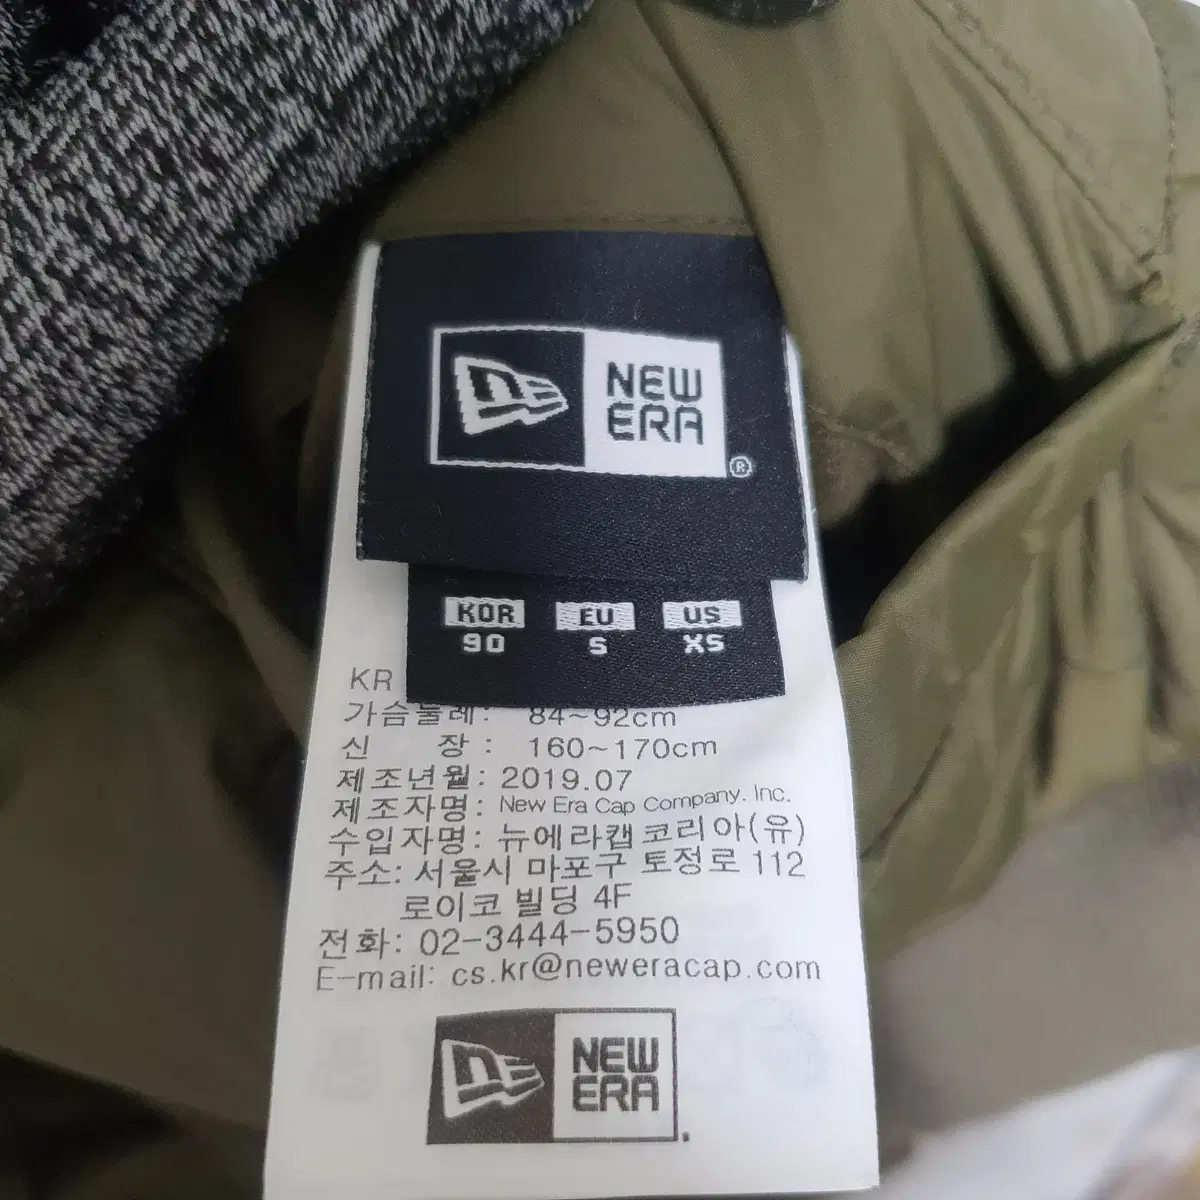 NEW
ERA
®
KOR EU US
90 S XS
KR
가슴둘레: 84~92cm
신 장: 160~170cm
제조년월: 2019.07
제조자명: New Era Cap Company. Inc.
수입자명: 뉴에라캡코리아(유)
주소: 서울시 마포구 토정로 112
로이코 빌딩 4F
전화: 02-3444-5950
E-mail: cs.kr@neweracap.com
NEW
ERA